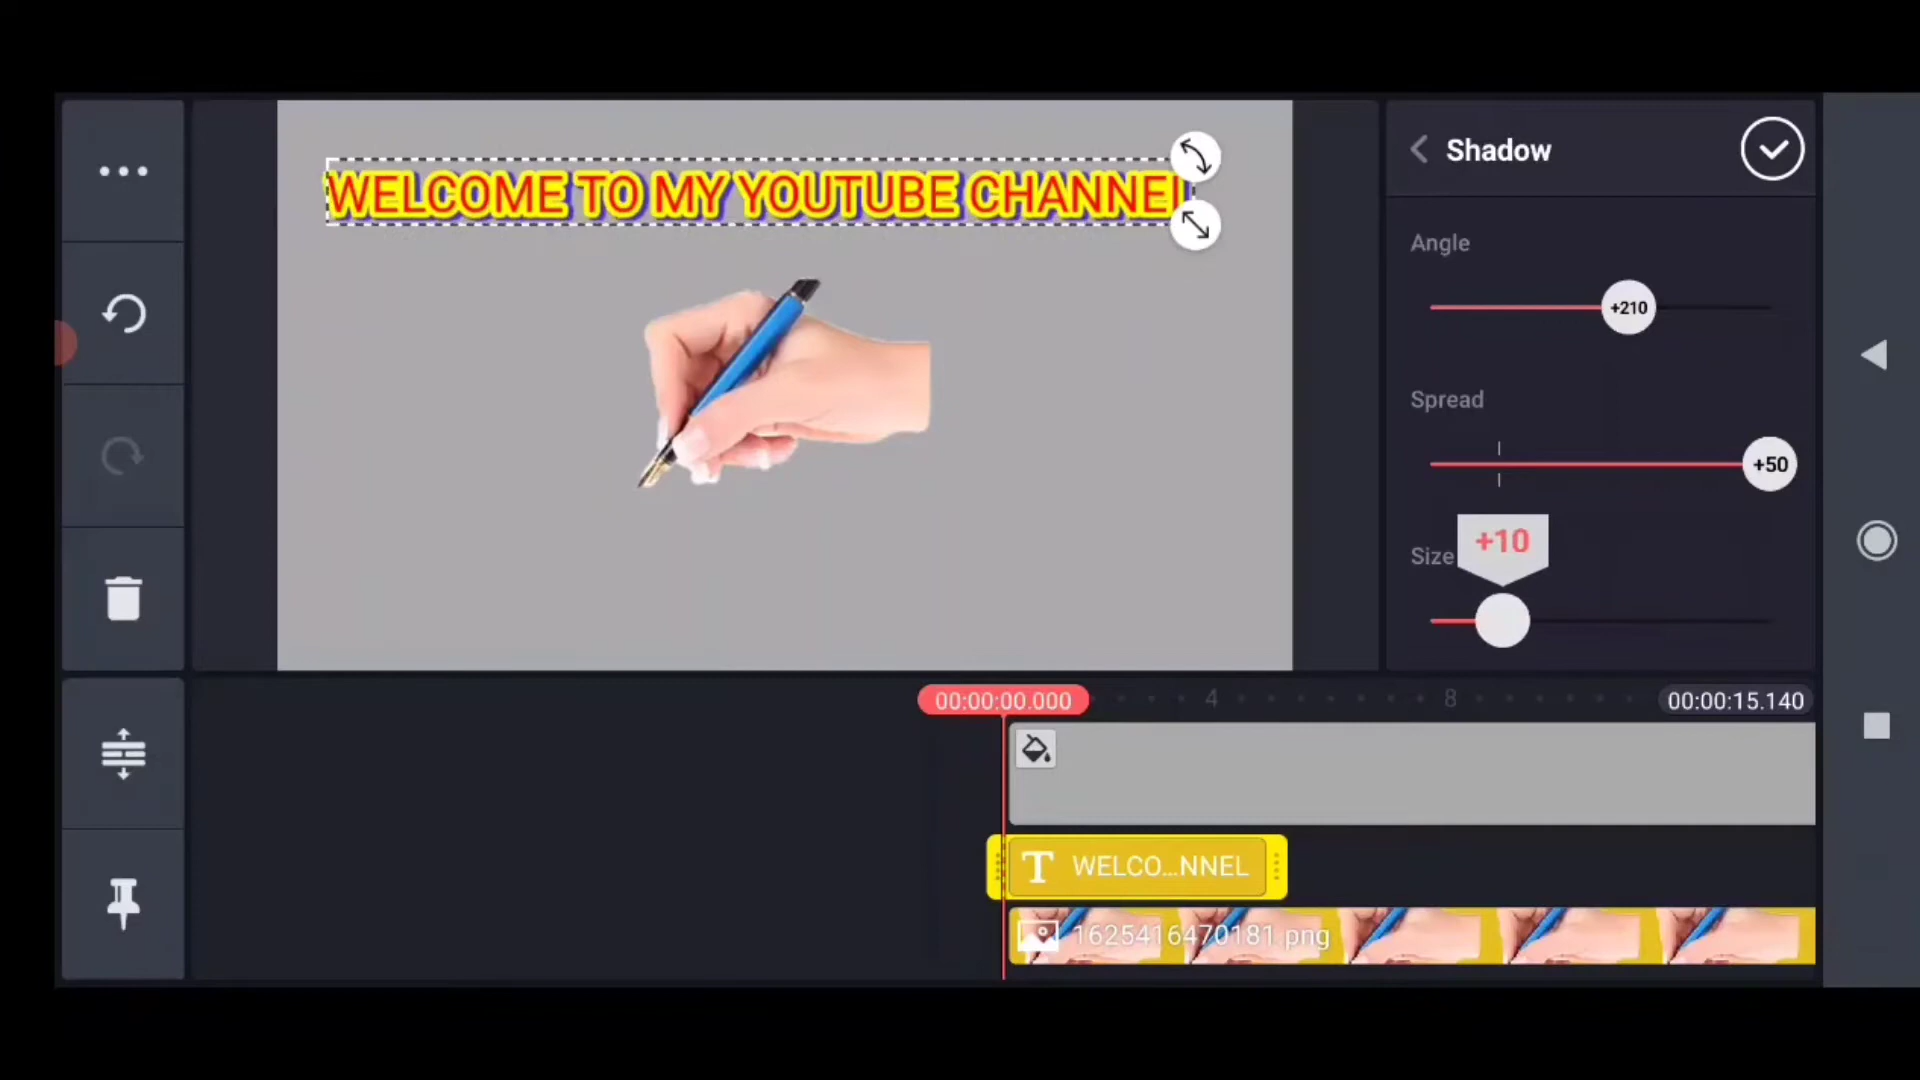 WELCOME TO MY YOUTUBE CHANNEL
Shadow
Angle
+210
Spread
+50
Size
+10
00:00:00.000
4
8
00:00:15.140
T WELCO...NNEL
1625416470181.png